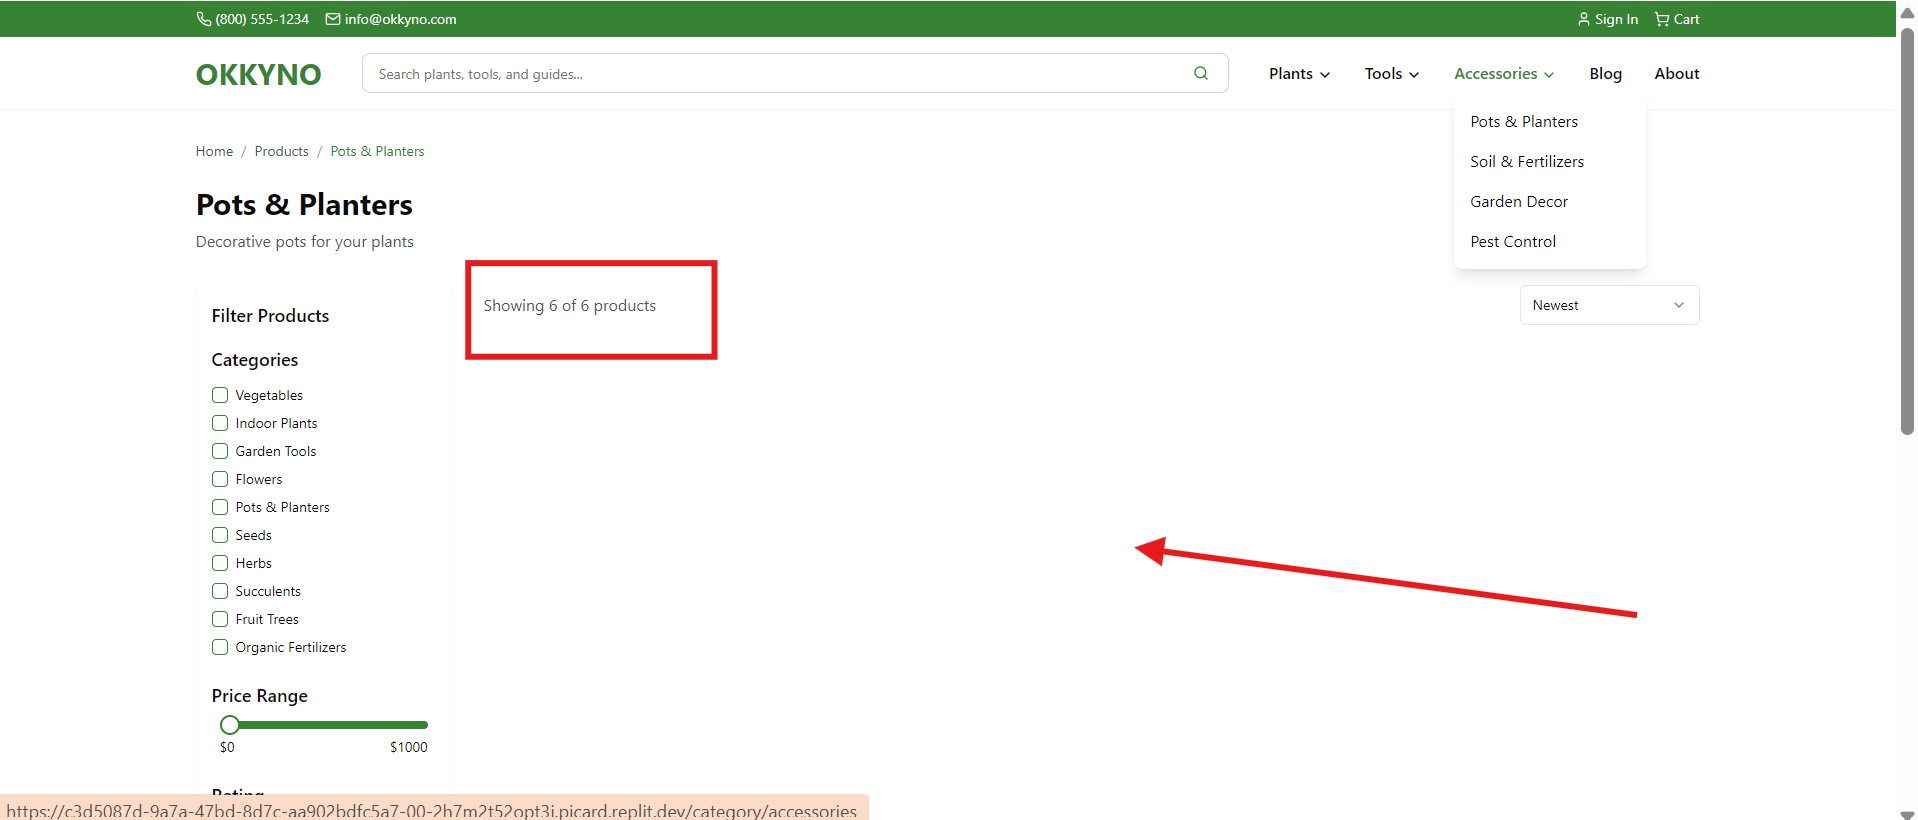 (800) 555-1234 info@okkyno.com Sign In Cart
OKKYNO Search plants, tools, and guides... Plants Tools Accessories Blog About
Pots & Planters
Soil & Fertilizers
Garden Decor
Pest Control
Home / Products / Pots & Planters
Pots & Planters
Decorative pots for your plants
Showing 6 of 6 products Newest
Filter Products
Categories
Vegetables
Indoor Plants
Garden Tools
Flowers
Pots & Planters
Seeds
Herbs
Succulents
Fruit Trees
Organic Fertilizers
Price Range
$0 $1000
Rating
https://c3d5087d-9a7a-47bd-8d7c-aa902bdfc5a7-00-2h7m2t52opt3i.picard.replit.dev/category/accessories